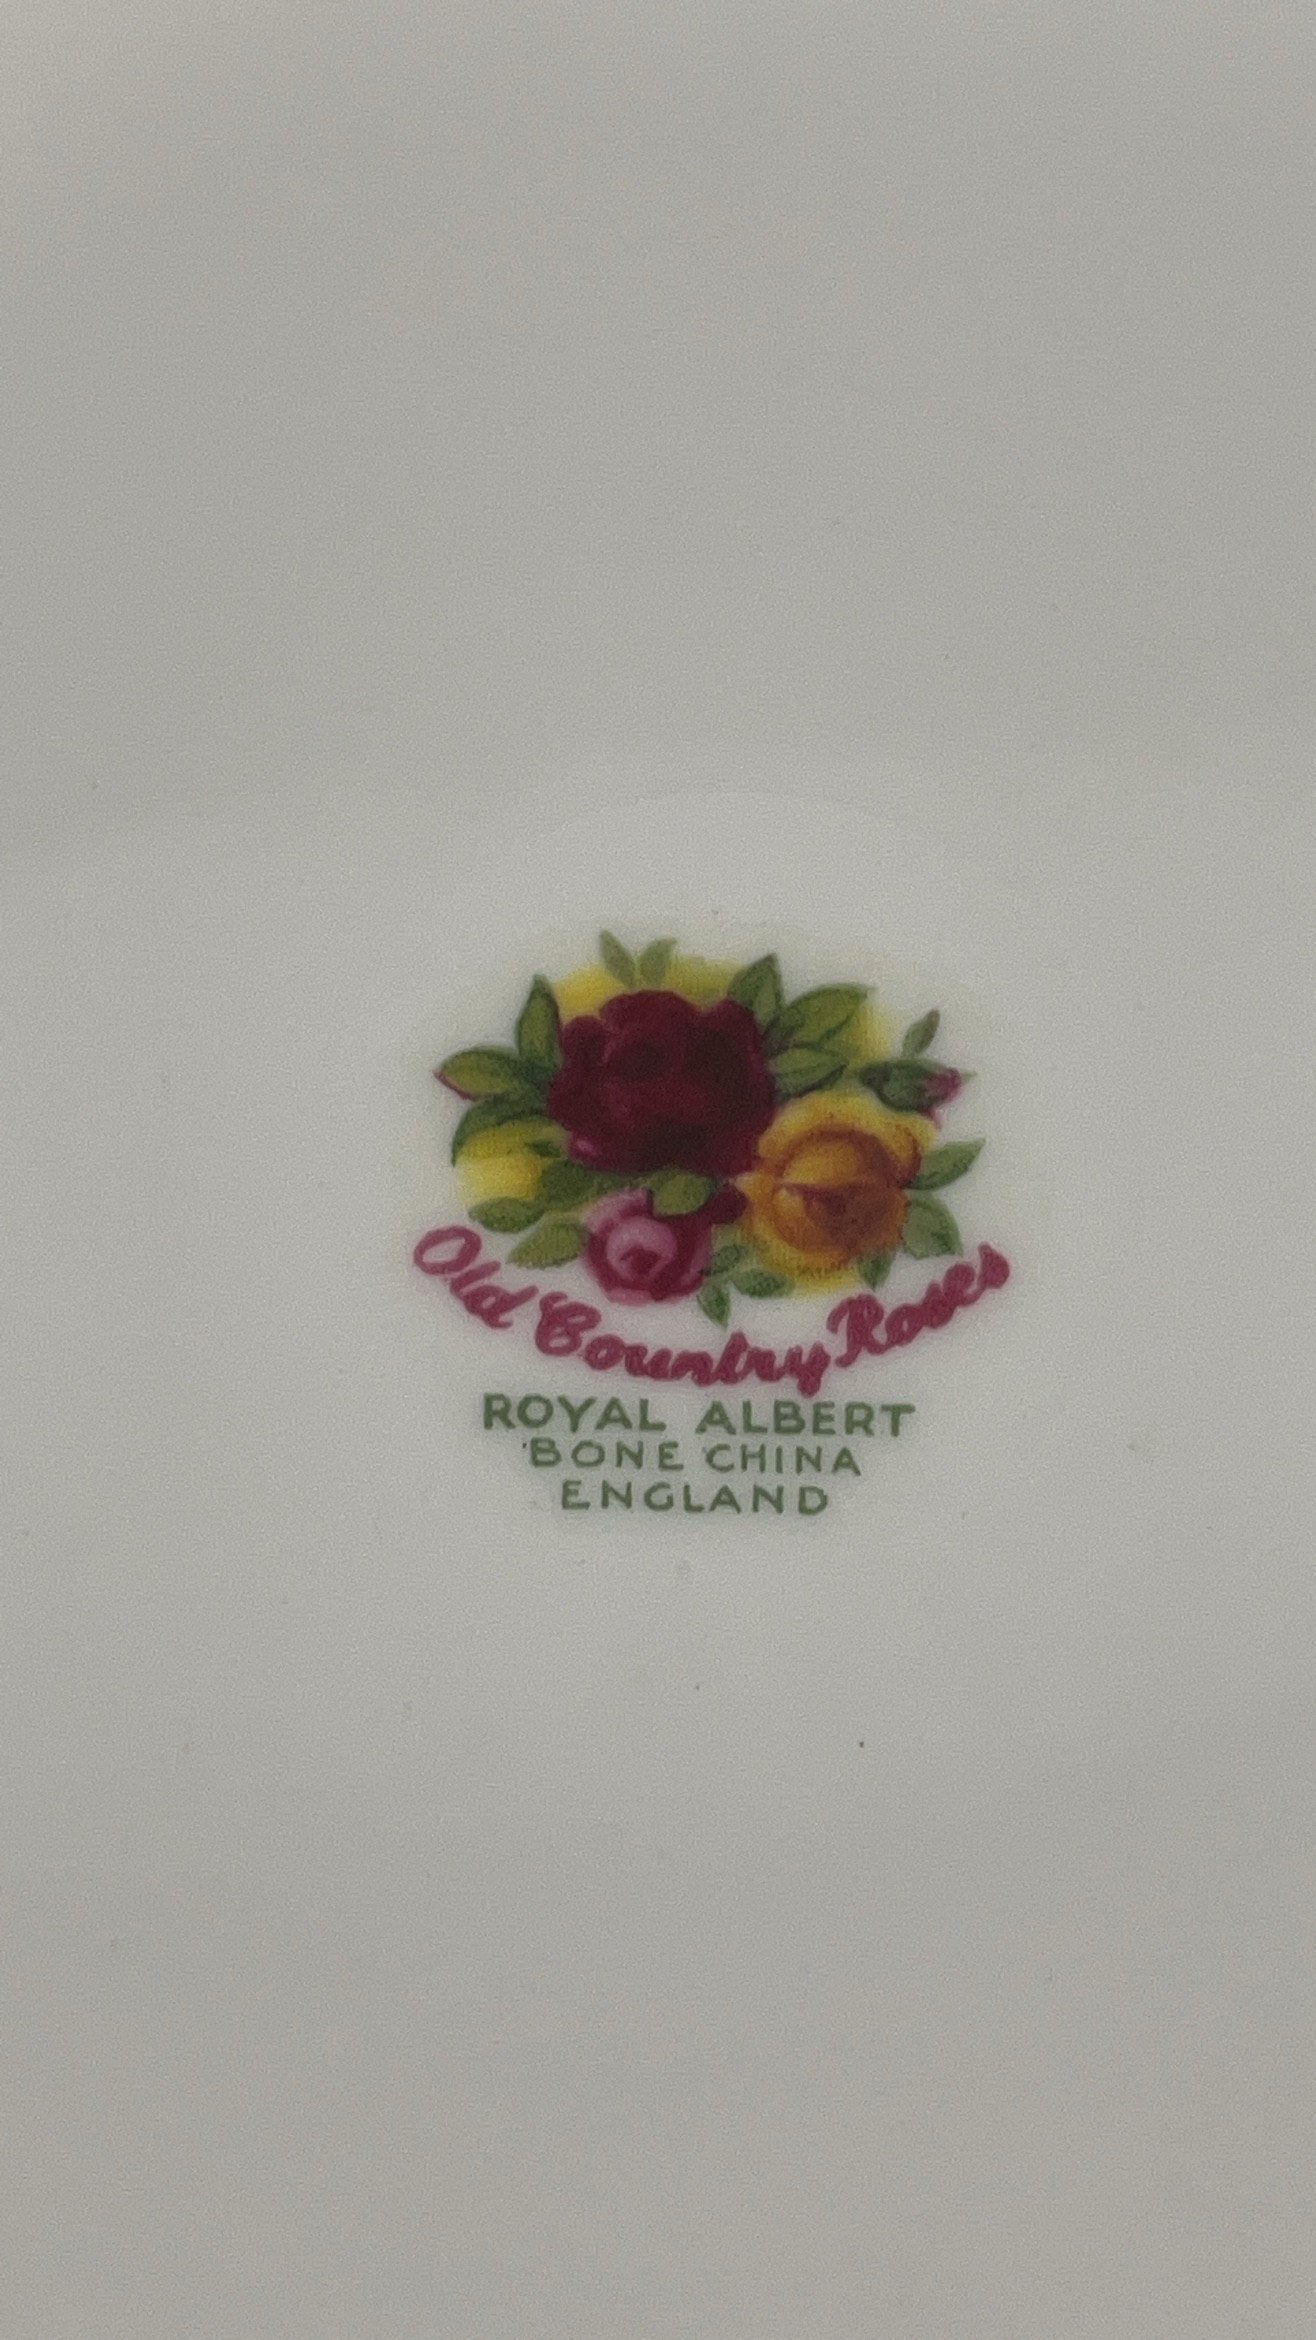 Old Country Roses
ROYAL ALBERT
BONE CHINA
ENGLAND